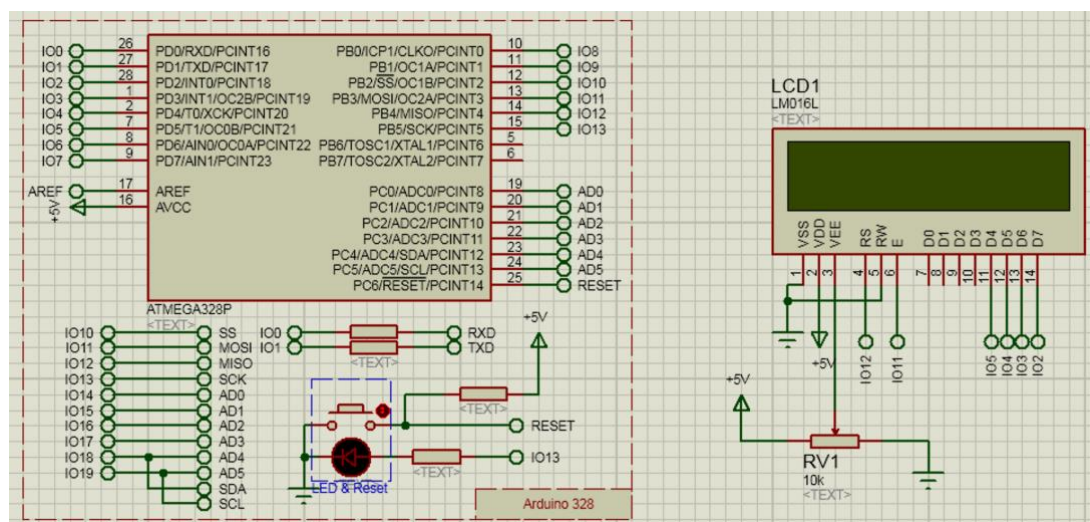 26 PD0/RXD/PCINT16 PB0/ICP1/CLKO/PCINT0 10
IO0 IO8
27 PD1/TXD/PCINT17 PB1/OC1A/PCINT1 11
IO1 IO9
28 PD2/INT0/PCINT18 PB2/SS/OC1B/PCINT2 12
IO2 IO10
1 PD3/INT1/OC2B/PCINT19 PB3/MOSI/OC2A/PCINT3 13
IO3 IO11
2 PD4/T0/XCK/PCINT20 PB4/MISO/PCINT4 14
IO4 IO12
7 PD5/T1/OC0B/PCINT21 PB5/SCK/PCINT5 15
IO5 IO13
8 PD6/AIN0/OC0A/PCINT22 PB6/TOSC1/XTAL1/PCINT6 5
IO6
9 PD7/AIN1/PCINT23 PB7/TOSC2/XTAL2/PCINT7 6
IO7
AREF 17 AREF PC0/ADC0/PCINT8 19 AD0
+5V 16 AVCC PC1/ADC1/PCINT9 20 AD1
PC2/ADC2/PCINT10 21 AD2
PC3/ADC3/PCINT11 22 AD3
PC4/ADC4/SDA/PCINT12 23 AD4
PC5/ADC5/SCL/PCINT13 24 AD5
PC6/RESET/PCINT14 25 RESET
ATMEGA328P
<TEXT>
IO10 SS
IO11 MOSI
IO12 MISO
IO13 SCK
IO14 AD0
IO15 AD1
IO16 AD2
IO17 AD3
IO18 AD4
IO19 AD5
SDA
SCL
IO0 RXD
IO1 TXD
<TEXT>
+5V
<TEXT>
RESET
IO13
<TEXT>
LED & Reset
Arduino 328
LCD1
LM016L
<TEXT>
VSS VDD VEE RS RW E D0 D1 D2 D3 D4 D5 D6 D7
1 2 3 4 5 6 7 8 9 10 11 12 13 14
+5V
IO12 IO11 IO5 IO4 IO3 IO2
+5V
RV1
10k
<TEXT>